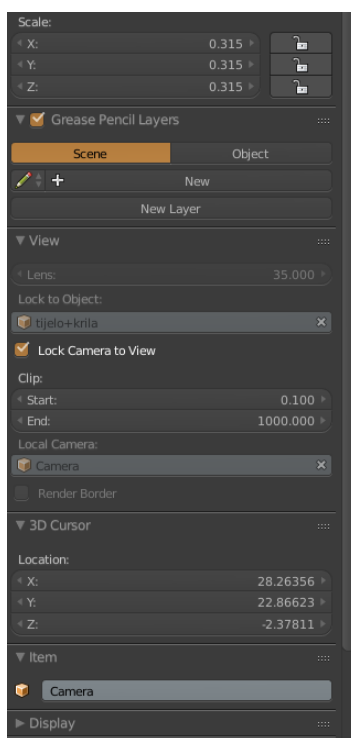 Scale:
X: 0.315
Y: 0.315
Z: 0.315
Grease Pencil Layers
Scene Object
New
New Layer
View
Lens: 35.000
Lock to Object:
tijelo+krila
Lock Camera to View
Clip:
Start: 0.100
End: 1000.000
Local Camera:
Camera
Render Border
3D Cursor
Location:
X: 28.26356
Y: 22.86623
Z: -2.37811
Item
Camera
Display